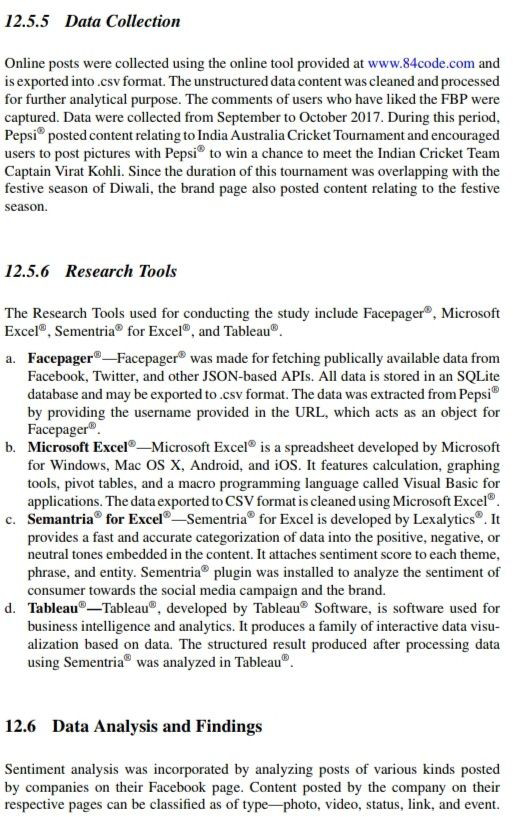 12.5.5 Data Collection
Online posts were collected using the online tool provided at www.84code.com and
is exported into .csv format. The unstructured data content was cleaned and processed
for further analytical purpose. The comments of users who have liked the FBP were
captured. Data were collected from September to October 2017. During this period,
Pepsi® posted content relating to India Australia Cricket Tournament and encouraged
users to post pictures with Pepsi® to win a chance to meet the Indian Cricket Team
Captain Virat Kohli. Since the duration of this tournament was overlapping with the
festive season of Diwali, the brand page also posted content relating to the festive
season.
12.5.6 Research Tools
The Research Tools used for conducting the study include Facepager®, Microsoft
Excel®, Sementria® for Excel®, and Tableau®.
a. Facepager®—Facepager® was made for fetching publically available data from
Facebook, Twitter, and other JSON-based APIs. All data is stored in an SQLite
database and may be exported to .csv format. The data was extracted from Pepsi®
by providing the username provided in the URL, which acts as an object for
Facepager®.
b. Microsoft Excel®—Microsoft Excel® is a spreadsheet developed by Microsoft
for Windows, Mac OS X, Android, and iOS. It features calculation, graphing
tools, pivot tables, and a macro programming language called Visual Basic for
applications. The data exported to CSV format is cleaned using Microsoft Excel®.
c. Semantria® for Excel®—Sementria® for Excel is developed by Lexalytics®. It
provides a fast and accurate categorization of data into the positive, negative, or
neutral tones embedded in the content. It attaches sentiment score to each theme,
phrase, and entity. Sementria® plugin was installed to analyze the sentiment of
consumer towards the social media campaign and the brand.
d. Tableau®—Tableau®, developed by Tableau® Software, is software used for
business intelligence and analytics. It produces a family of interactive data visu-
alization based on data. The structured result produced after processing data
using Sementria® was analyzed in Tableau®.
12.6 Data Analysis and Findings
Sentiment analysis was incorporated by analyzing posts of various kinds posted
by companies on their Facebook page. Content posted by the company on their
respective pages can be classified as of type—photo, video, status, link, and event.